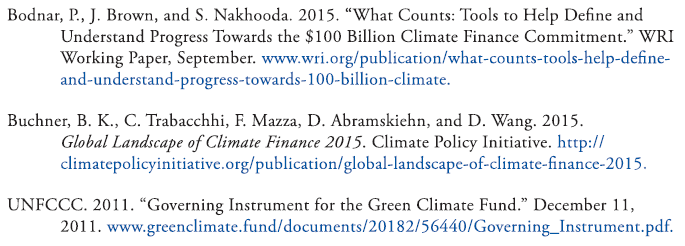 Bodnar, P., J. Brown, and S. Nakhooda. 2015. “What Counts: Tools to Help Define and
Understand Progress Towards the $100 Billion Climate Finance Commitment.” WRI
Working Paper, September. www.wri.org/publication/what-counts-tools-help-define-
and-understand-progress-towards-100-billion-climate.
Buchner, B. K., C. Trabacchhi, F. Mazza, D. Abramskiehn, and D. Wang. 2015.
Global Landscape of Climate Finance 2015. Climate Policy Initiative. http://
climatepolicyinitiative.org/publication/global-landscape-of-climate-finance-2015.
UNFCCC. 2011. “Governing Instrument for the Green Climate Fund.” December 11,
2011. www.greenclimate.fund/documents/20182/56440/Governing_Instrument.pdf.